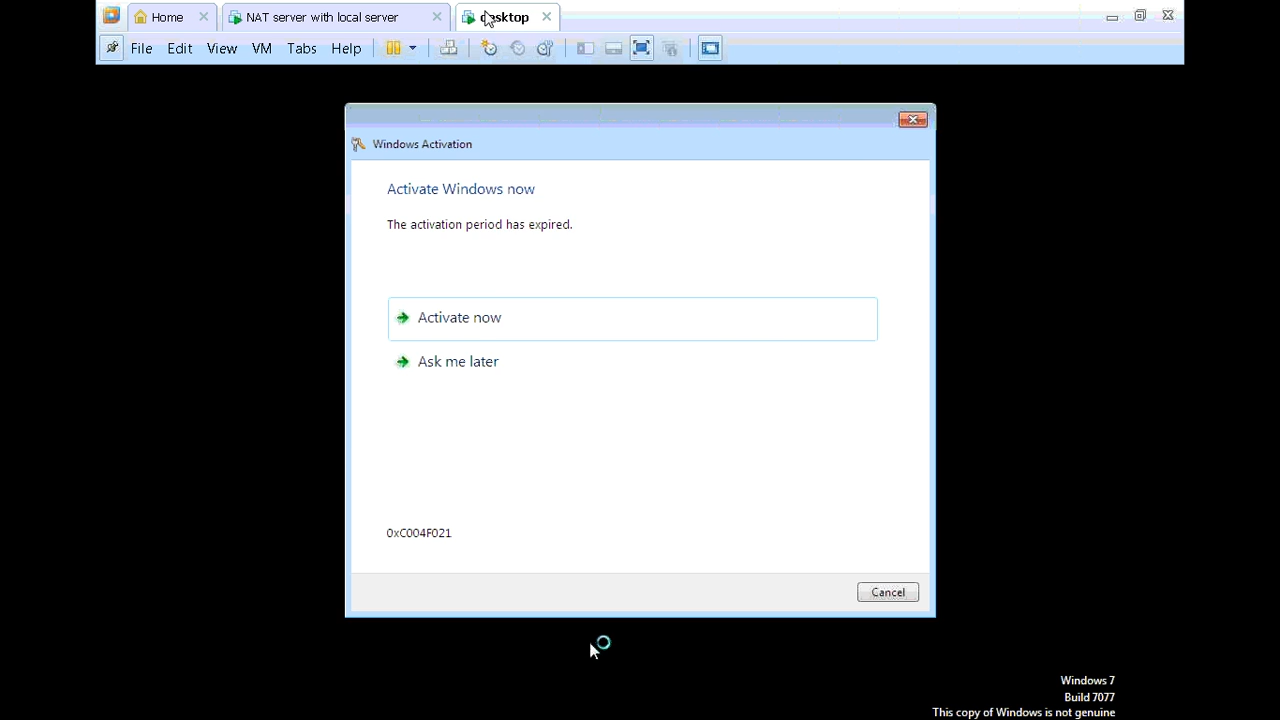 Home
NAT server with local server
desktop
File Edit View VM Tabs Help
Windows Activation
Activate Windows now
The activation period has expired.
Activate now
Ask me later
0xC004F021
Cancel
Windows 7
Build 7077
This copy of Windows is not genuine